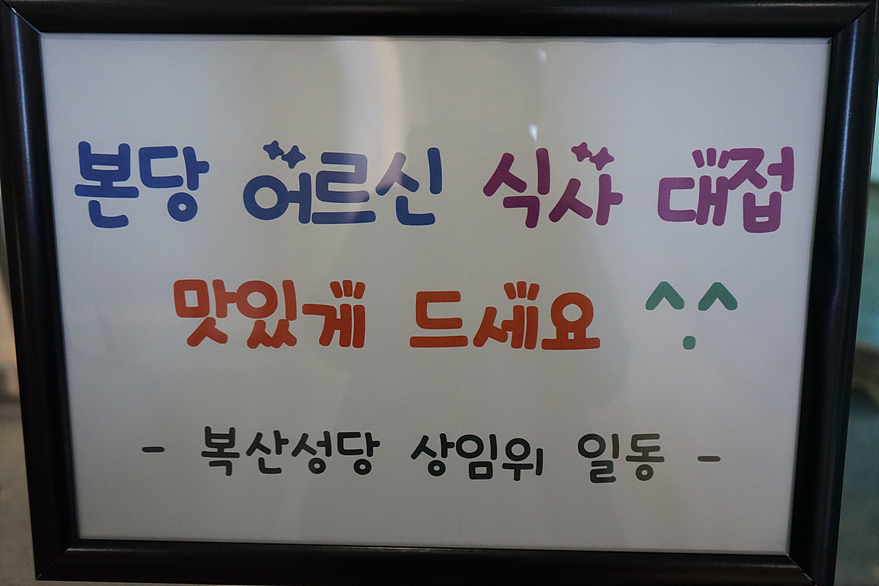 본당 어르신 식사 대접
맛있게 드세요 ^.^
- 복산성당 상임위 일동 -